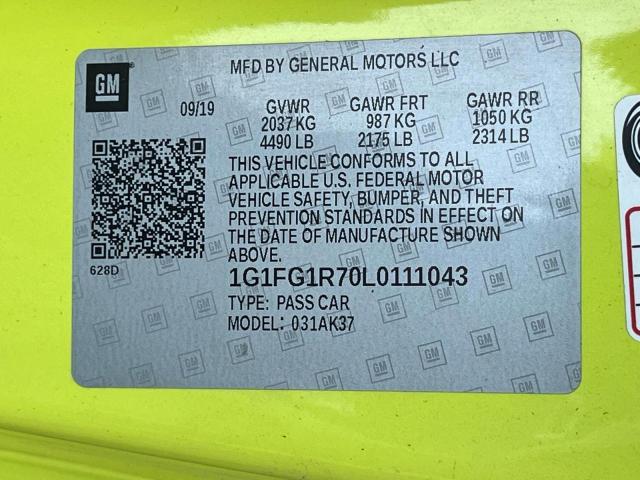 GM
MFD BY GENERAL MOTORS LLC
09/19 GVWR GAWR FRT GAWR RR
2037 KG 987 KG 1050 KG
4490 LB 2175 LB 2314 LB
THIS VEHICLE CONFORMS TO ALL
APPLICABLE U.S. FEDERAL MOTOR
VEHICLE SAFETY, BUMPER, AND THEFT
PREVENTION STANDARDS IN EFFECT ON
THE DATE OF MANUFACTURE SHOWN
ABOVE.
628D
1G1FG1R70L0111043
TYPE: PASS CAR
MODEL: 031AK37